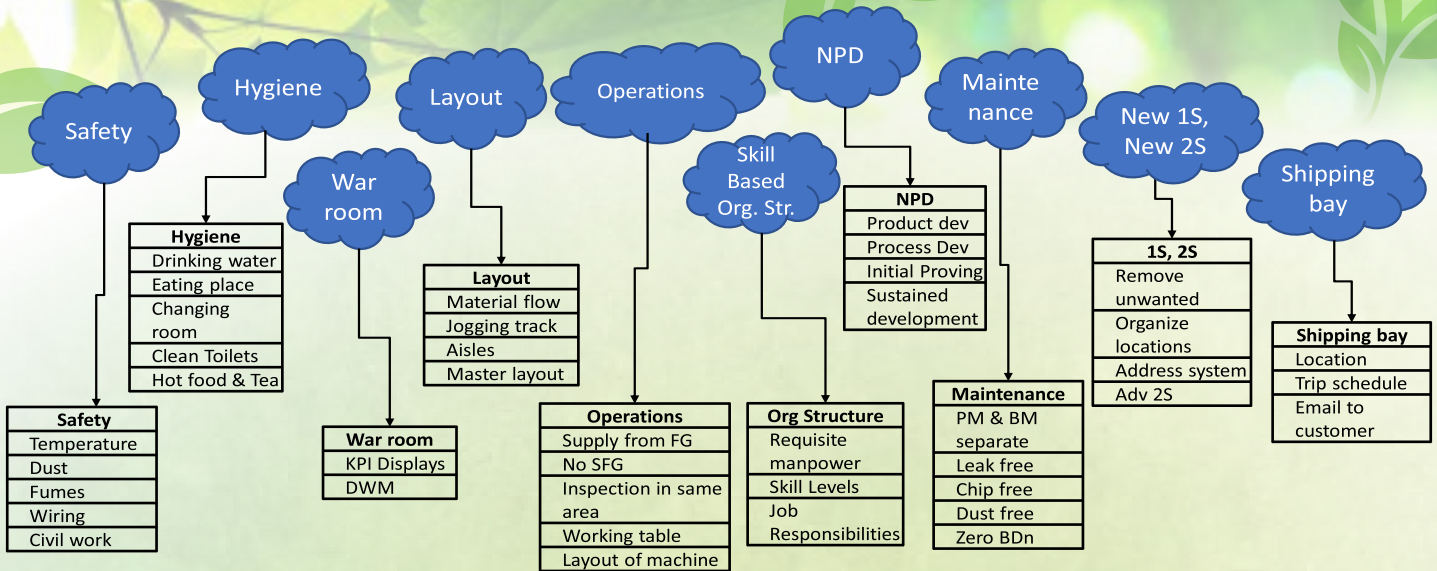 Safety
Hygiene
War
room
Layout
Operations
Skill
Based
Org. Str.
NPD
Mainte
nance
New 1S,
New 2S
Shipping
bay
Safety
Temperature
Dust
Fumes
Wiring
Civil work
Hygiene
Drinking water
Eating place
Changing
room
Clean Toilets
Hot food & Tea
War room
KPI Displays
DWM
Layout
Material flow
Jogging track
Aisles
Master layout
Operations
Supply from FG
No SFG
Inspection in same
area
Working table
Layout of machine
Org Structure
Requisite
manpower
Skill Levels
Job
Responsibilities
NPD
Product dev
Process Dev
Initial Proving
Sustained
development
Maintenance
PM & BM
separate
Leak free
Chip free
Dust free
Zero BDn
1S, 2S
Remove
unwanted
Organize
locations
Address system
Adv 2S
Shipping bay
Location
Trip schedule
Email to
customer